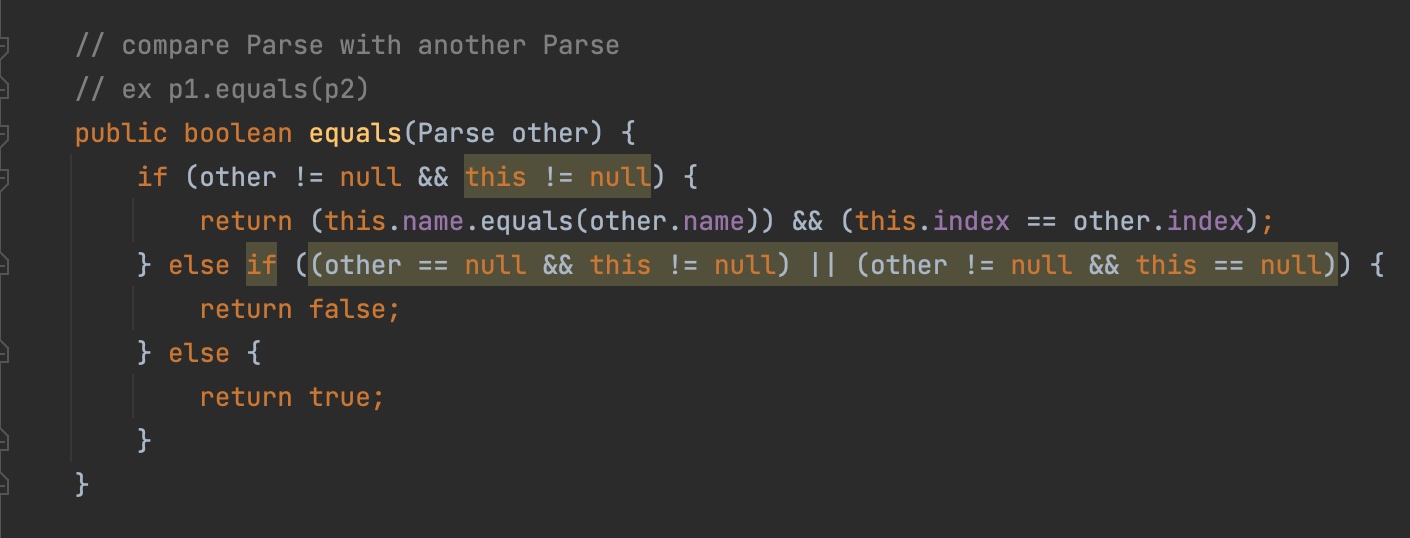 // compare Parse with another Parse
// ex p1.equals(p2)
public boolean equals(Parse other) {
    if (other != null && this != null) {
        return (this.name.equals(other.name)) && (this.index == other.index);
    } else if ((other == null && this != null) || (other != null && this == null)) {
        return false;
    } else {
        return true;
    }
}